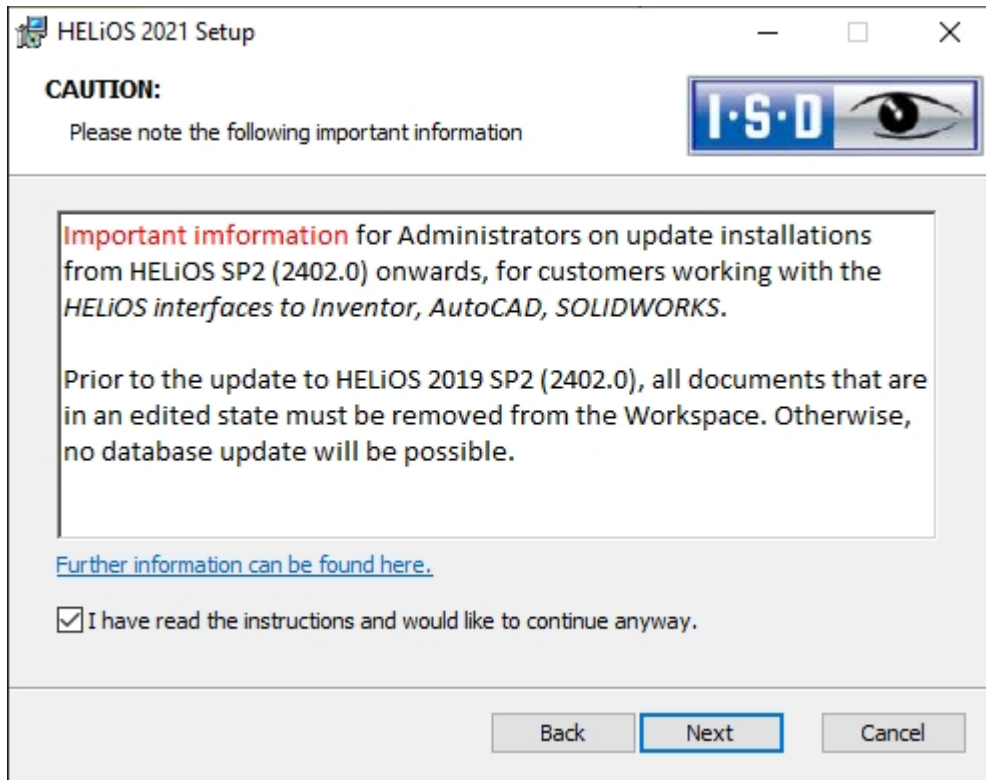 HELiOS 2021 Setup
CAUTION:
Please note the following important information
I·S·D
Important imformation for Administrators on update installations
from HELiOS SP2 (2402.0) onwards, for customers working with the
HELiOS interfaces to Inventor, AutoCAD, SOLIDWORKS.
Prior to the update to HELiOS 2019 SP2 (2402.0), all documents that are
in an edited state must be removed from the Workspace. Otherwise,
no database update will be possible.
Further information can be found here.
I have read the instructions and would like to continue anyway.
Back Next Cancel